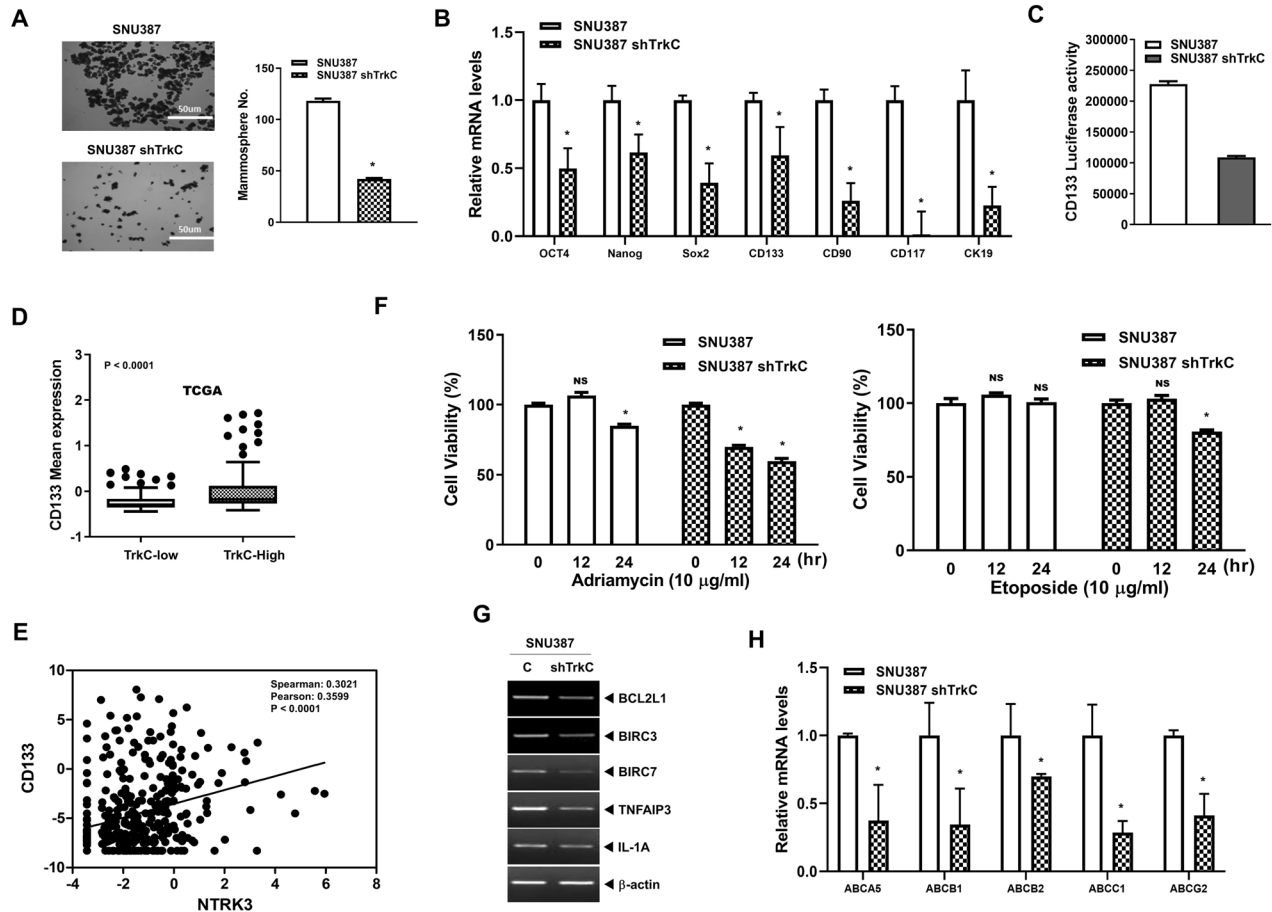 A
SNU387
50um
SNU387 shTrkC
50um
SNU387
SNU387 shTrkC
Mammosphere No.
150
100
50
0
*
B
SNU387
SNU387 shTrkC
Relative mRNA levels
1.5
1.0
0.5
0.0
* * * * * * *
OCT4 Nanog Sox2 CD133 CD90 CD117 CK19
C
SNU387
SNU387 shTrkC
CD133 Luciferase activity
300000
250000
200000
150000
100000
50000
0
D
P < 0.0001
TCGA
CD133 Mean expression
3
2
1
0
-1
TrkC-low TrkC-High
F
SNU387
SNU387 shTrkC
Cell Viability (%)
150
100
50
0
NS * * *
0 12 24 0 12 24 (hr)
Adriamycin (10 μg/ml)
SNU387
SNU387 shTrkC
Cell Viability (%)
150
100
50
0
NS NS NS *
0 12 24 0 12 24 (hr)
Etoposide (10 μg/ml)
E
Spearman: 0.3021
Pearson: 0.3599
P < 0.0001
CD133
10
5
0
-5
-10
-4 -2 0 2 4 6 8
NTRK3
G
SNU387
C shTrkC
BCL2L1
BIRC3
BIRC7
TNFAIP3
IL-1A
β-actin
H
SNU387
SNU387 shTrkC
Relative mRNA levels
1.5
1.0
0.5
0.0
* * * * *
ABCA5 ABCB1 ABCB2 ABCC1 ABCG2